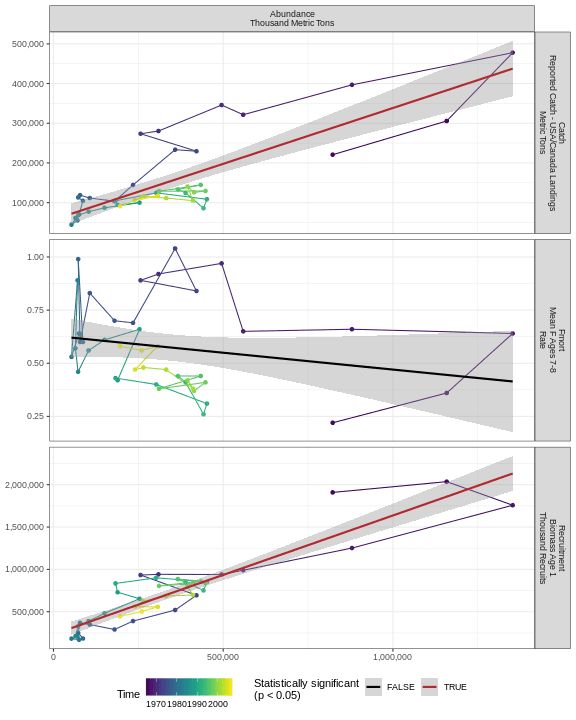 Abundance
Thousand Metric Tons
500,000
400,000
300,000
200,000
100,000
Catch
Reported Catch - USA/Canada Landings
Metric Tons
1.00
0.75
0.50
0.25
Fmort
Mean F Ages 7-8
Rate
2,000,000
1,500,000
1,000,000
500,000
Recruitment
Biomass Age 1
Thousand Recruits
0
500,000
1,000,000
Time
1970 1980 1990 2000
Statistically significant
(p < 0.05)
FALSE
TRUE